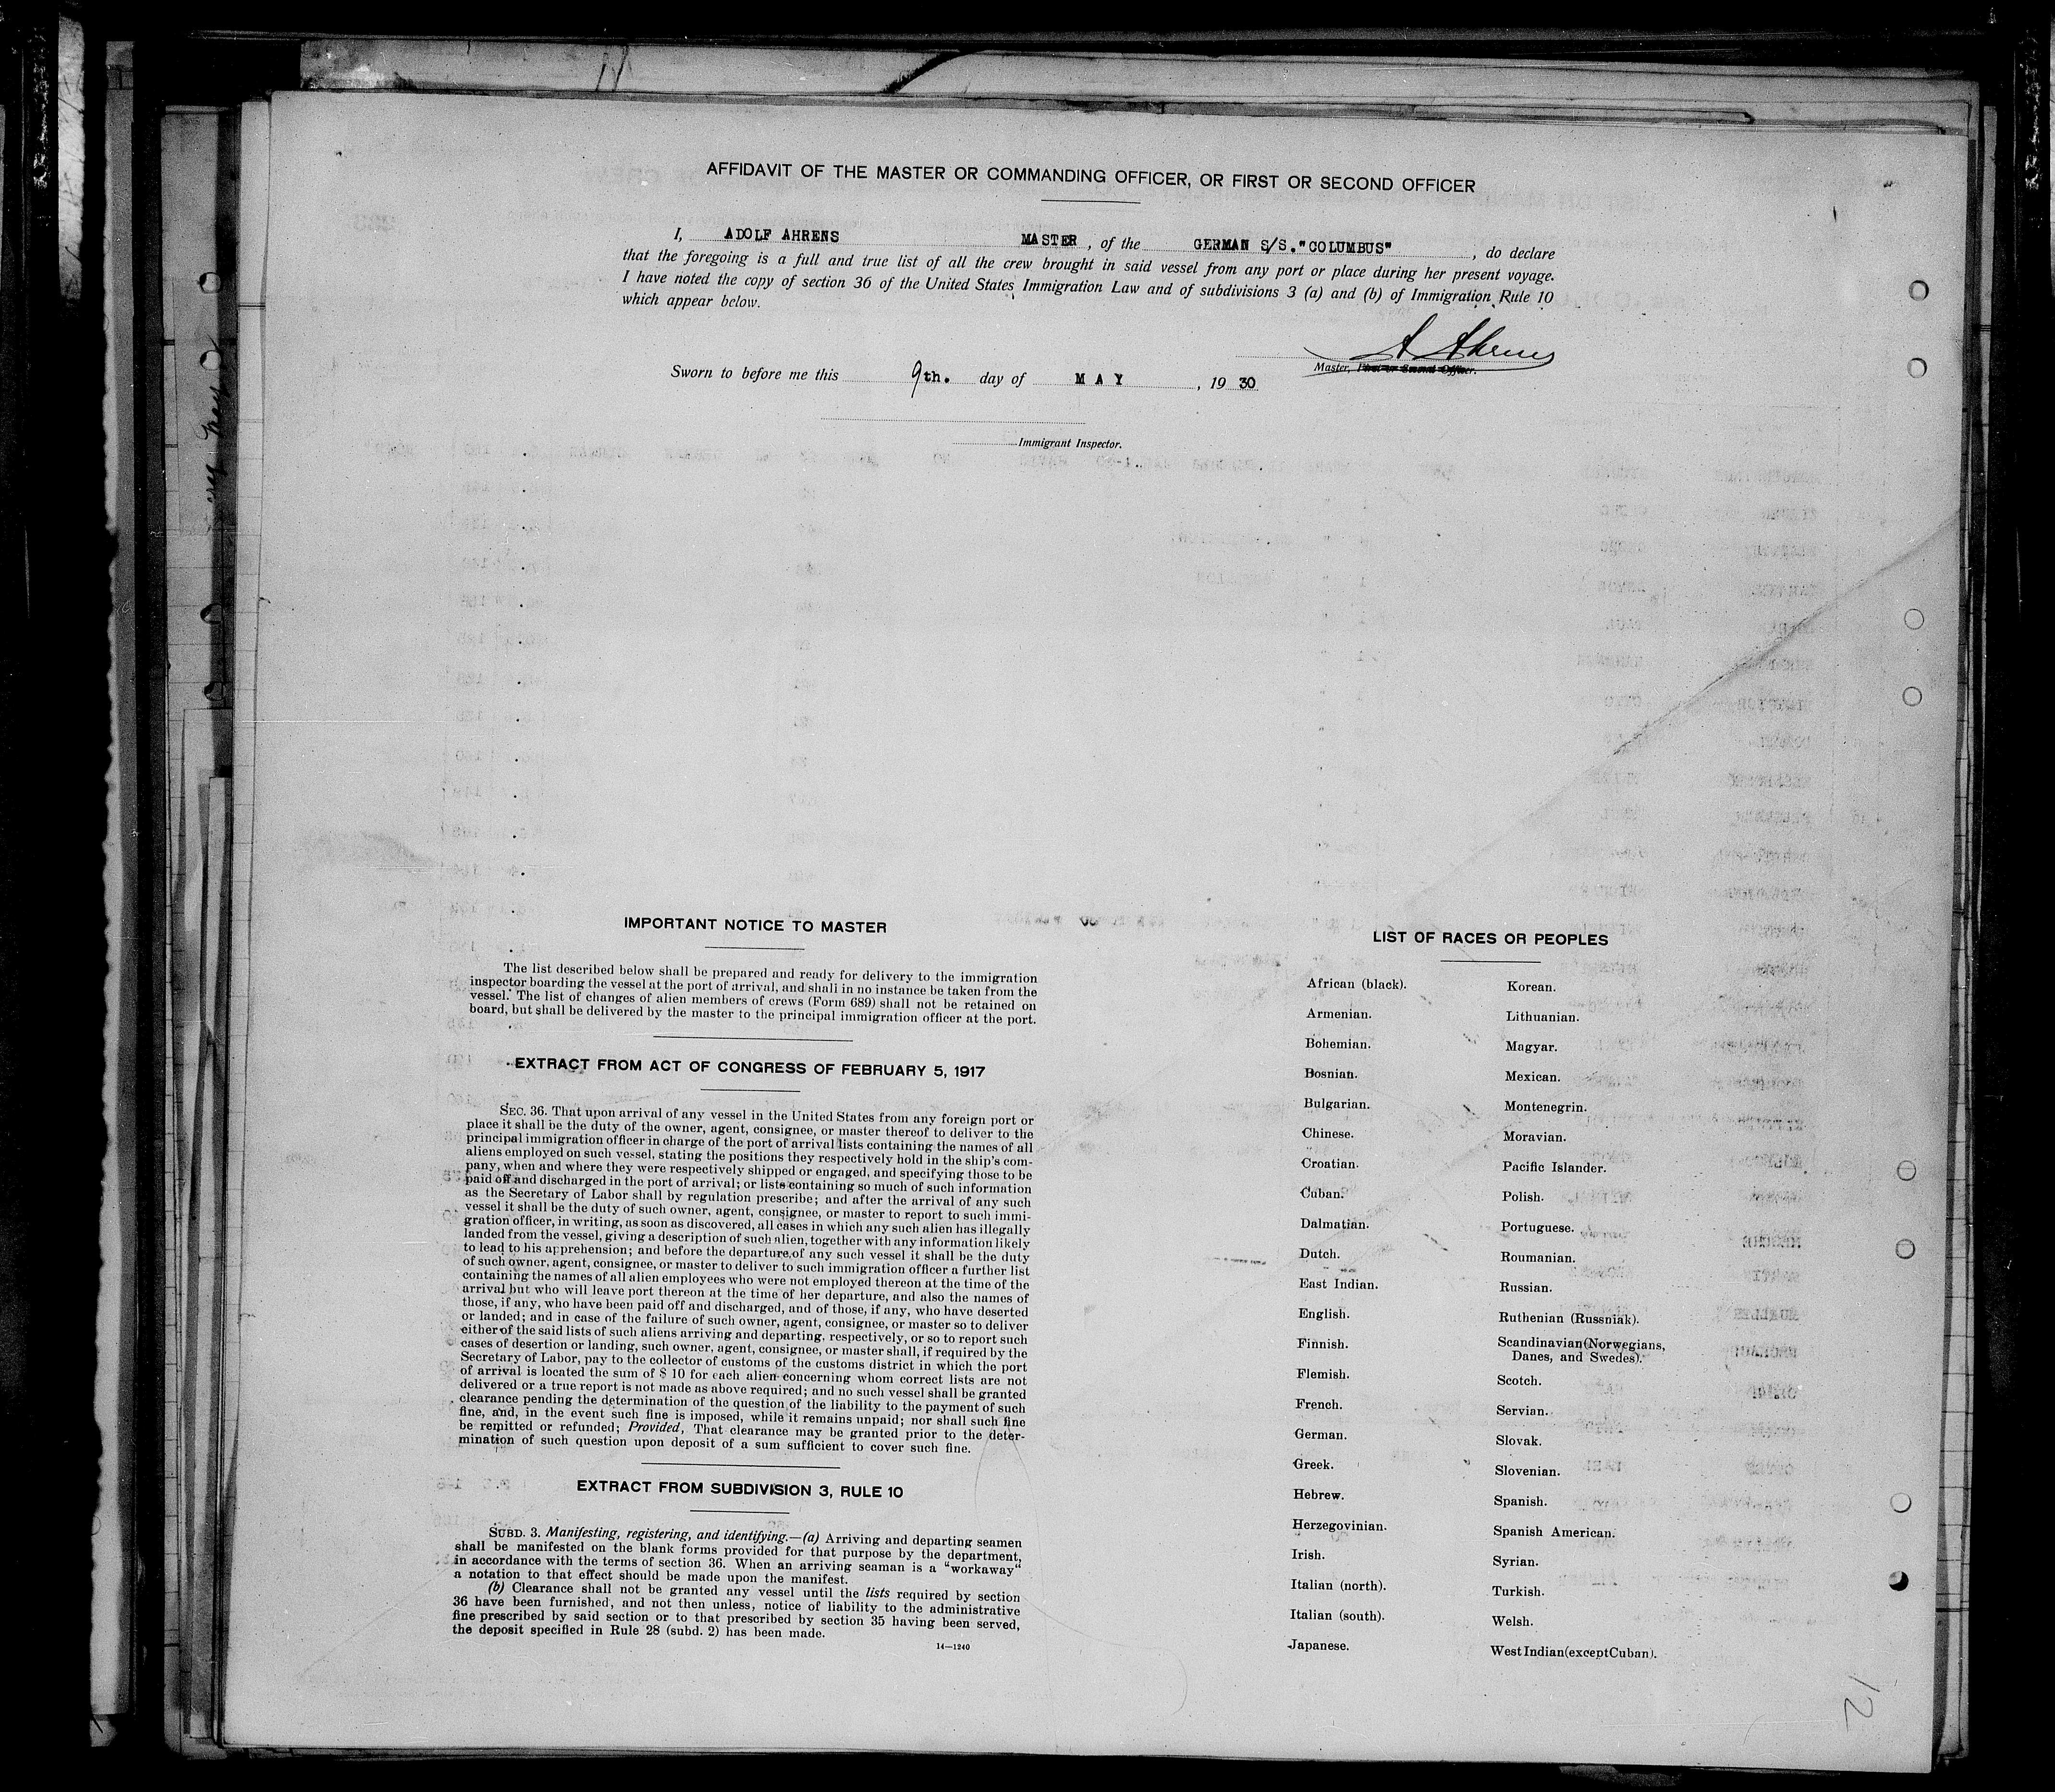 AFFIDAVIT OF THE MASTER OR COMMANDING OFFICER, OR FIRST OR SECOND OFFICER
I, ADOLF AHRENS MASTER, of the GERMAN S/S. "COLUMBUS", do declare
that the foregoing is a full and true list of all the crew brought in said vessel from any port or place during her present voyage.
I have noted the copy of section 36 of the United States Immigration Law and of subdivisions 3 (a) and (b) of Immigration Rule 10
which appear below.
A Ahrens
Master, First or Second Officer.
Sworn to before me this 9th. day of MAY, 1930
Immigrant Inspector.
IMPORTANT NOTICE TO MASTER
The list described below shall be prepared and ready for delivery to the immigration
inspector boarding the vessel at the port of arrival, and shall in no instance be taken from the
vessel. The list of changes of alien members of crews (Form 689) shall not be retained on
board, but shall be delivered by the master to the principal immigration officer at the port.
EXTRACT FROM ACT OF CONGRESS OF FEBRUARY 5, 1917
SEC. 36. That upon arrival of any vessel in the United States from any foreign port or
place it shall be the duty of the owner, agent, consignee, or master thereof to deliver to the
principal immigration officer in charge of the port of arrival lists containing the names of all
aliens employed on such vessel, stating the positions they respectively hold in the ship's com-
pany, when and where they were respectively shipped or engaged, and specifying those to be
paid off and discharged in the port of arrival; or lists containing so much of such information
as the Secretary of Labor shall by regulation prescribe; and after the arrival of any such
vessel it shall be the duty of such owner, agent, consignee, or master to report to such immi-
gration officer, in writing, as soon as discovered, all cases in which any such alien has illegally
landed from the vessel, giving a description of such alien, together with any information likely
to lead to his apprehension; and before the departure of any such vessel it shall be the duty
of such owner, agent, consignee, or master to deliver to such immigration officer a further list
containing the names of all alien employees who were not employed thereon at the time of the
arrival but who will leave port thereon at the time of her departure, and also the names of
those, if any, who have been paid off and discharged, and of those, if any, who have deserted
or landed; and in case of the failure of such owner, agent, consignee, or master so to deliver
either of the said lists of such aliens arriving and departing, respectively, or so to report such
cases of desertion or landing, such owner, agent, consignee, or master shall, if required by the
Secretary of Labor, pay to the collector of customs of the customs district in which the port
of arrival is located the sum of $ 10 for each alien concerning whom correct lists are not
delivered or a true report is not made as above required; and no such vessel shall be granted
clearance pending the determination of the question of the liability to the payment of such
fine, and, in the event such fine is imposed, while it remains unpaid; nor shall such fine
be remitted or refunded; Provided, That clearance may be granted prior to the deter-
mination of such question upon deposit of a sum sufficient to cover such fine.
EXTRACT FROM SUBDIVISION 3, RULE 10
SUBD. 3. Manifesting, registering, and identifying.—(a) Arriving and departing seamen
shall be manifested on the blank forms provided for that purpose by the department,
in accordance with the terms of section 36. When an arriving seaman is a "workaway"
a notation to that effect should be made upon the manifest.
(b) Clearance shall not be granted any vessel until the lists required by section
36 have been furnished, and not then unless, notice of liability to the administrative
fine prescribed by said section or to that prescribed by section 35 having been served,
the deposit specified in Rule 28 (subd. 2) has been made.
14—1240
LIST OF RACES OR PEOPLES
African (black).
Armenian.
Bohemian.
Bosnian.
Bulgarian.
Chinese.
Croatian.
Cuban.
Dalmatian.
Dutch.
East Indian.
English.
Finnish.
Flemish.
French.
German.
Greek.
Hebrew.
Herzegovinian.
Irish.
Italian (north).
Italian (south).
Japanese.
Korean.
Lithuanian.
Magyar.
Mexican.
Montenegrin.
Moravian.
Pacific Islander.
Polish.
Portuguese.
Roumanian.
Russian.
Ruthenian (Russniak).
Scandinavian (Norwegians,
Danes, and Swedes).
Scotch.
Servian.
Slovak.
Slovenian.
Spanish.
Spanish American.
Syrian.
Turkish.
Welsh.
West Indian (except Cuban).
12